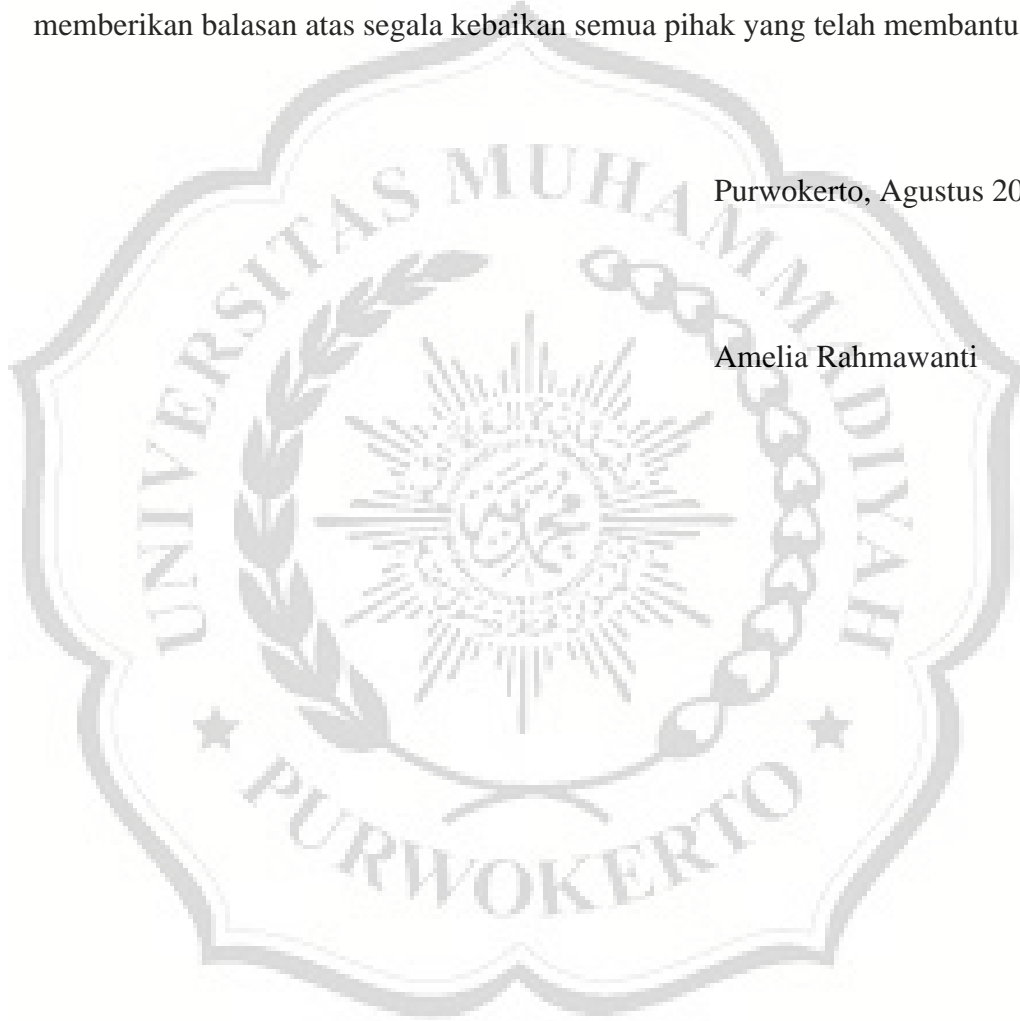 memberikan balasan atas segala kebaikan semua pihak yang telah membantu
Purwokerto, Agustus 20
Amelia Rahmawanti
UNIVERSITAS MUHAMMADIYAH
PURWOKERTO